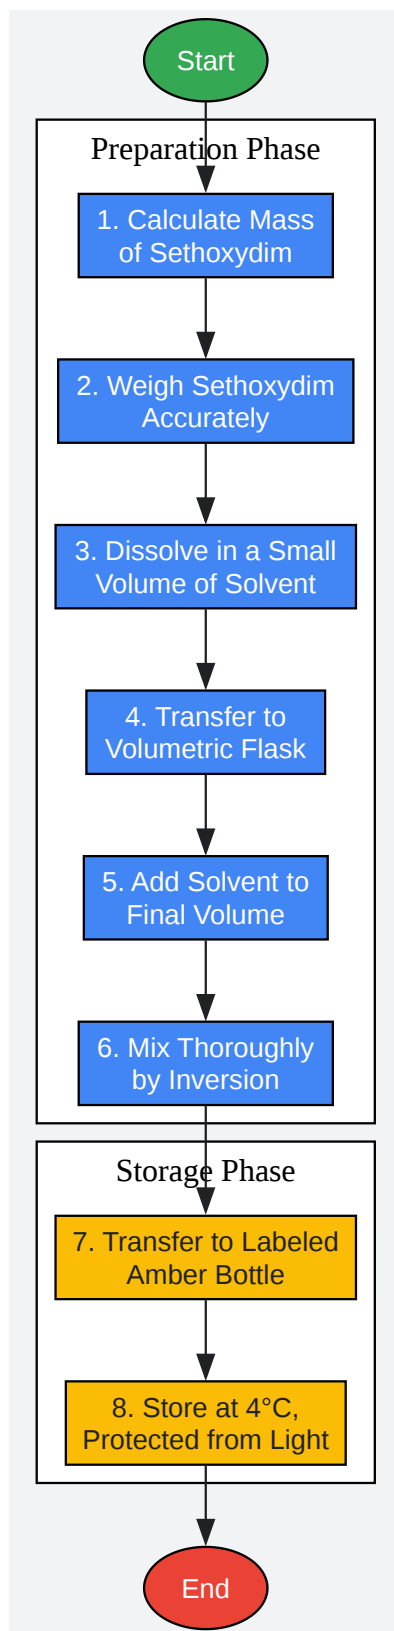 Start
Preparation Phase
1. Calculate Mass
of Sethoxydim
2. Weigh Sethoxydim
Accurately
3. Dissolve in a Small
Volume of Solvent
4. Transfer to
Volumetric Flask
5. Add Solvent to
Final Volume
6. Mix Thoroughly
by Inversion
Storage Phase
7. Transfer to Labeled
Amber Bottle
8. Store at 4°C,
Protected from Light
End